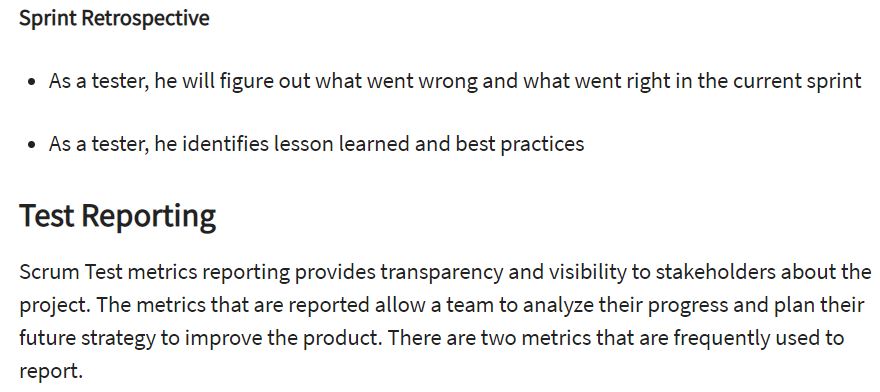 Sprint Retrospective
• As a tester, he will figure out what went wrong and what went right in the current sprint
• As a tester, he identifies lesson learned and best practices
Test Reporting
Scrum Test metrics reporting provides transparency and visibility to stakeholders about the
project. The metrics that are reported allow a team to analyze their progress and plan their
future strategy to improve the product. There are two metrics that are frequently used to
report.